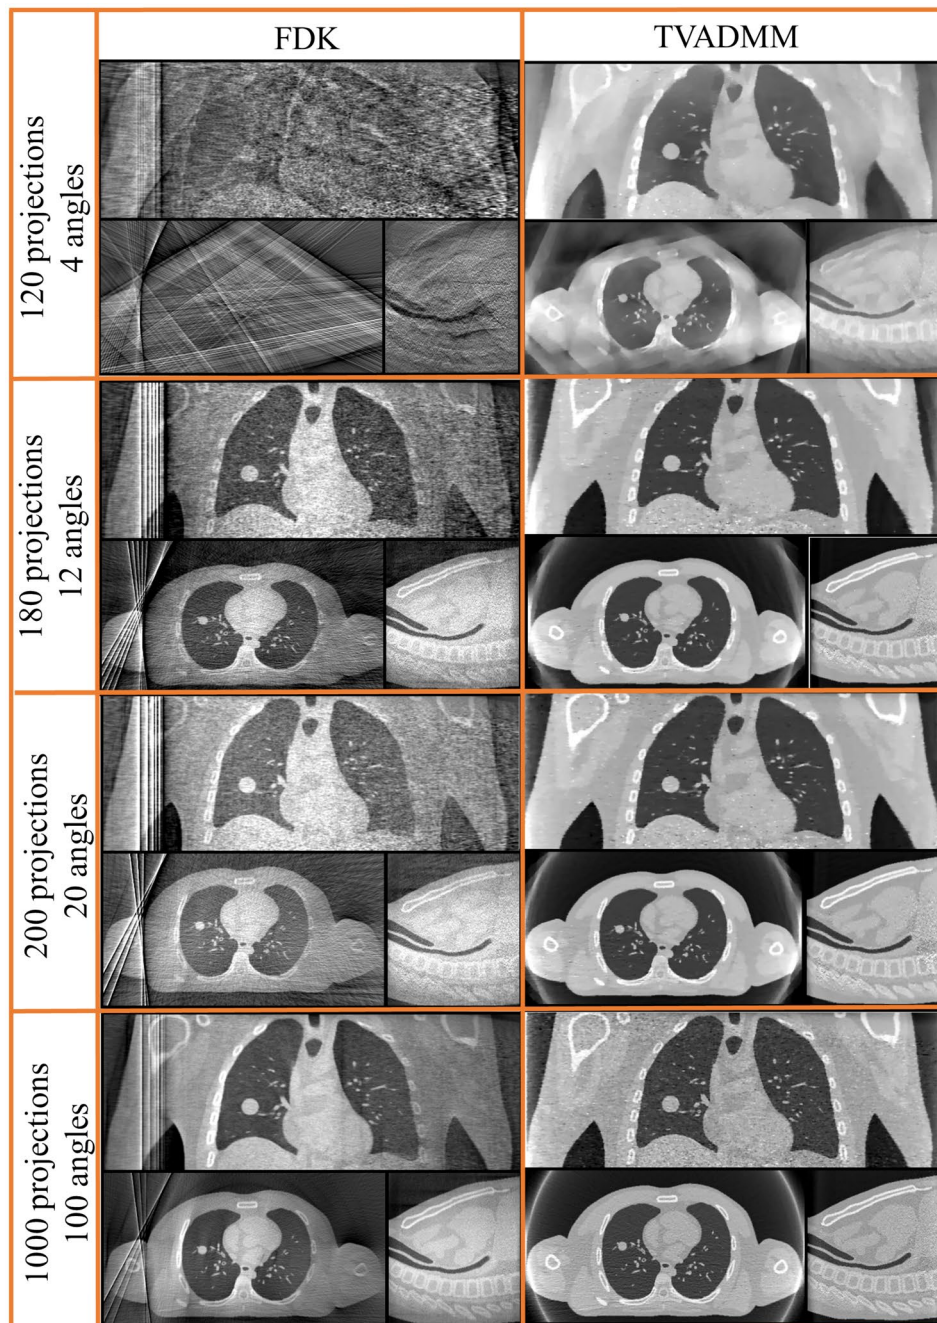 FDK
TVADMM
120 projections
4 angles
180 projections
12 angles
200 projections
20 angles
1000 projections
100 angles